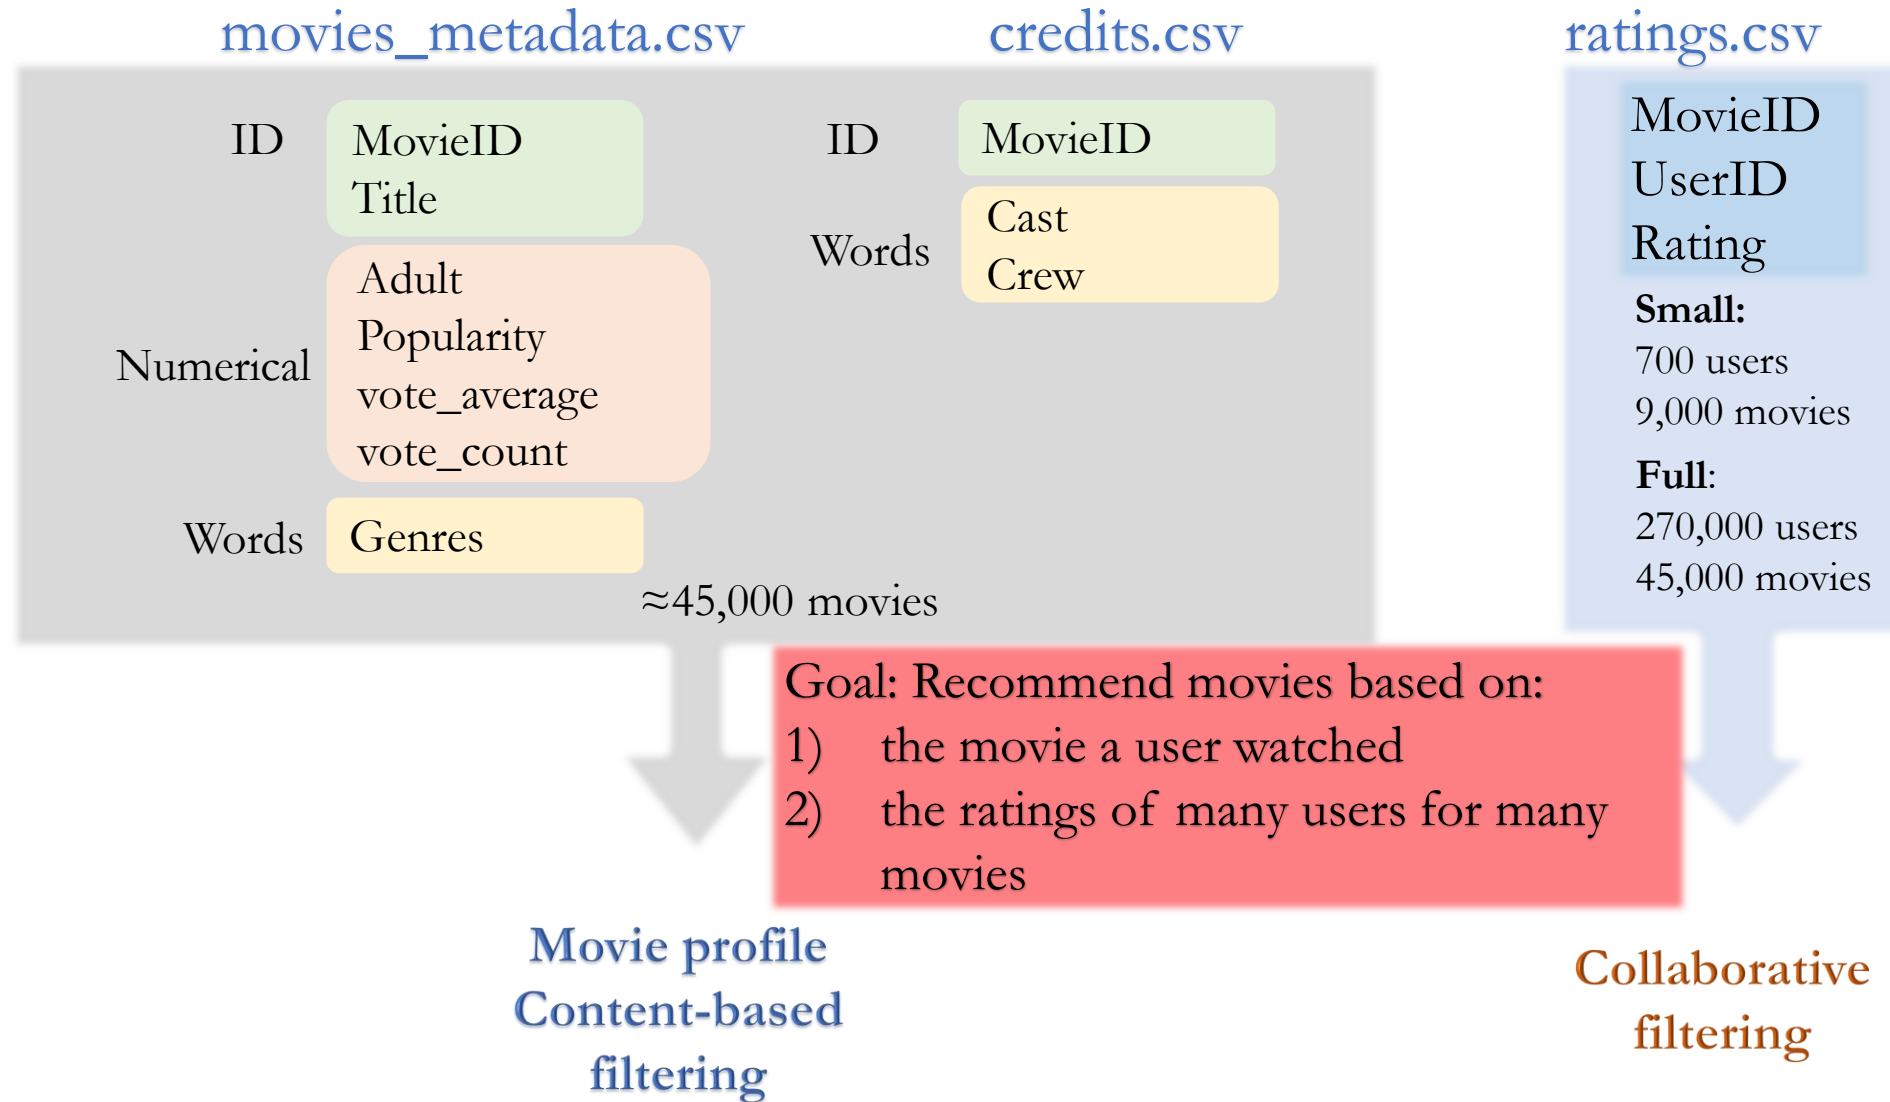 movies_metadata.csv
ID
MovieID
Title
Numerical
Adult
Popularity
vote_average
vote_count
Words
Genres
credits.csv
ID
MovieID
Words
Cast
Crew
≈45,000 movies
ratings.csv
MovieID
UserID
Rating
Small:
700 users
9,000 movies
Full:
270,000 users
45,000 movies
Goal: Recommend movies based on:
1) the movie a user watched
2) the ratings of many users for many
movies
Movie profile
Content-based
filtering
Collaborative
filtering